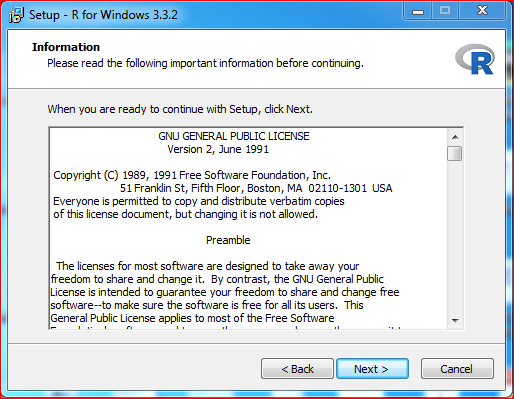 Setup - R for Windows 3.3.2
Information
Please read the following important information before continuing.
R
When you are ready to continue with Setup, click Next.
GNU GENERAL PUBLIC LICENSE
Version 2, June 1991
Copyright (C) 1989, 1991 Free Software Foundation, Inc.
51 Franklin St, Fifth Floor, Boston, MA 02110-1301 USA
Everyone is permitted to copy and distribute verbatim copies
of this license document, but changing it is not allowed.
Preamble
The licenses for most software are designed to take away your
freedom to share and change it. By contrast, the GNU General Public
License is intended to guarantee your freedom to share and change free
software--to make sure the software is free for all its users. This
General Public License applies to most of the Free Software
< Back
Next >
Cancel